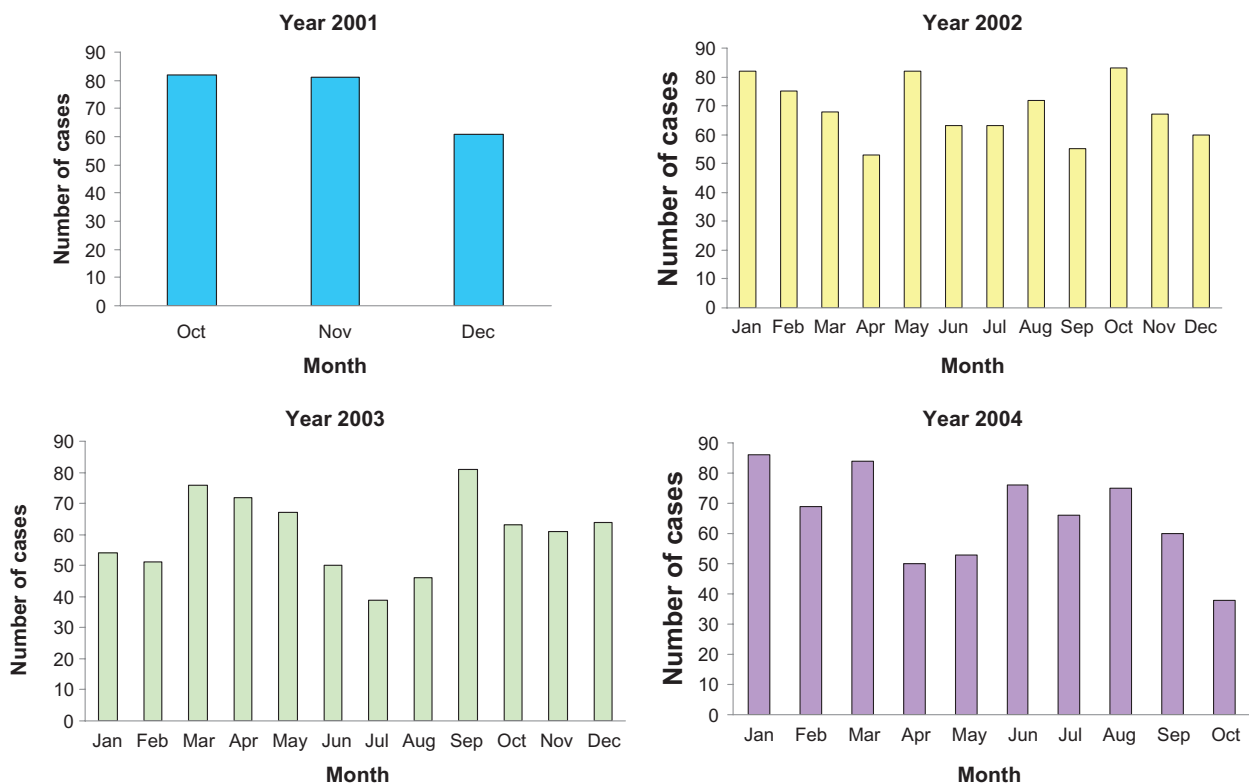 Year 2001
Number of cases
90
80
70
60
50
40
30
20
10
0
Oct Nov Dec
Month
Year 2002
Number of cases
90
80
70
60
50
40
30
20
10
0
Jan Feb Mar Apr May Jun Jul Aug Sep Oct Nov Dec
Month
Year 2003
Number of cases
90
80
70
60
50
40
30
20
10
0
Jan Feb Mar Apr May Jun Jul Aug Sep Oct Nov Dec
Month
Year 2004
Number of cases
90
80
70
60
50
40
30
20
10
0
Jan Feb Mar Apr May Jun Jul Aug Sep Oct
Month